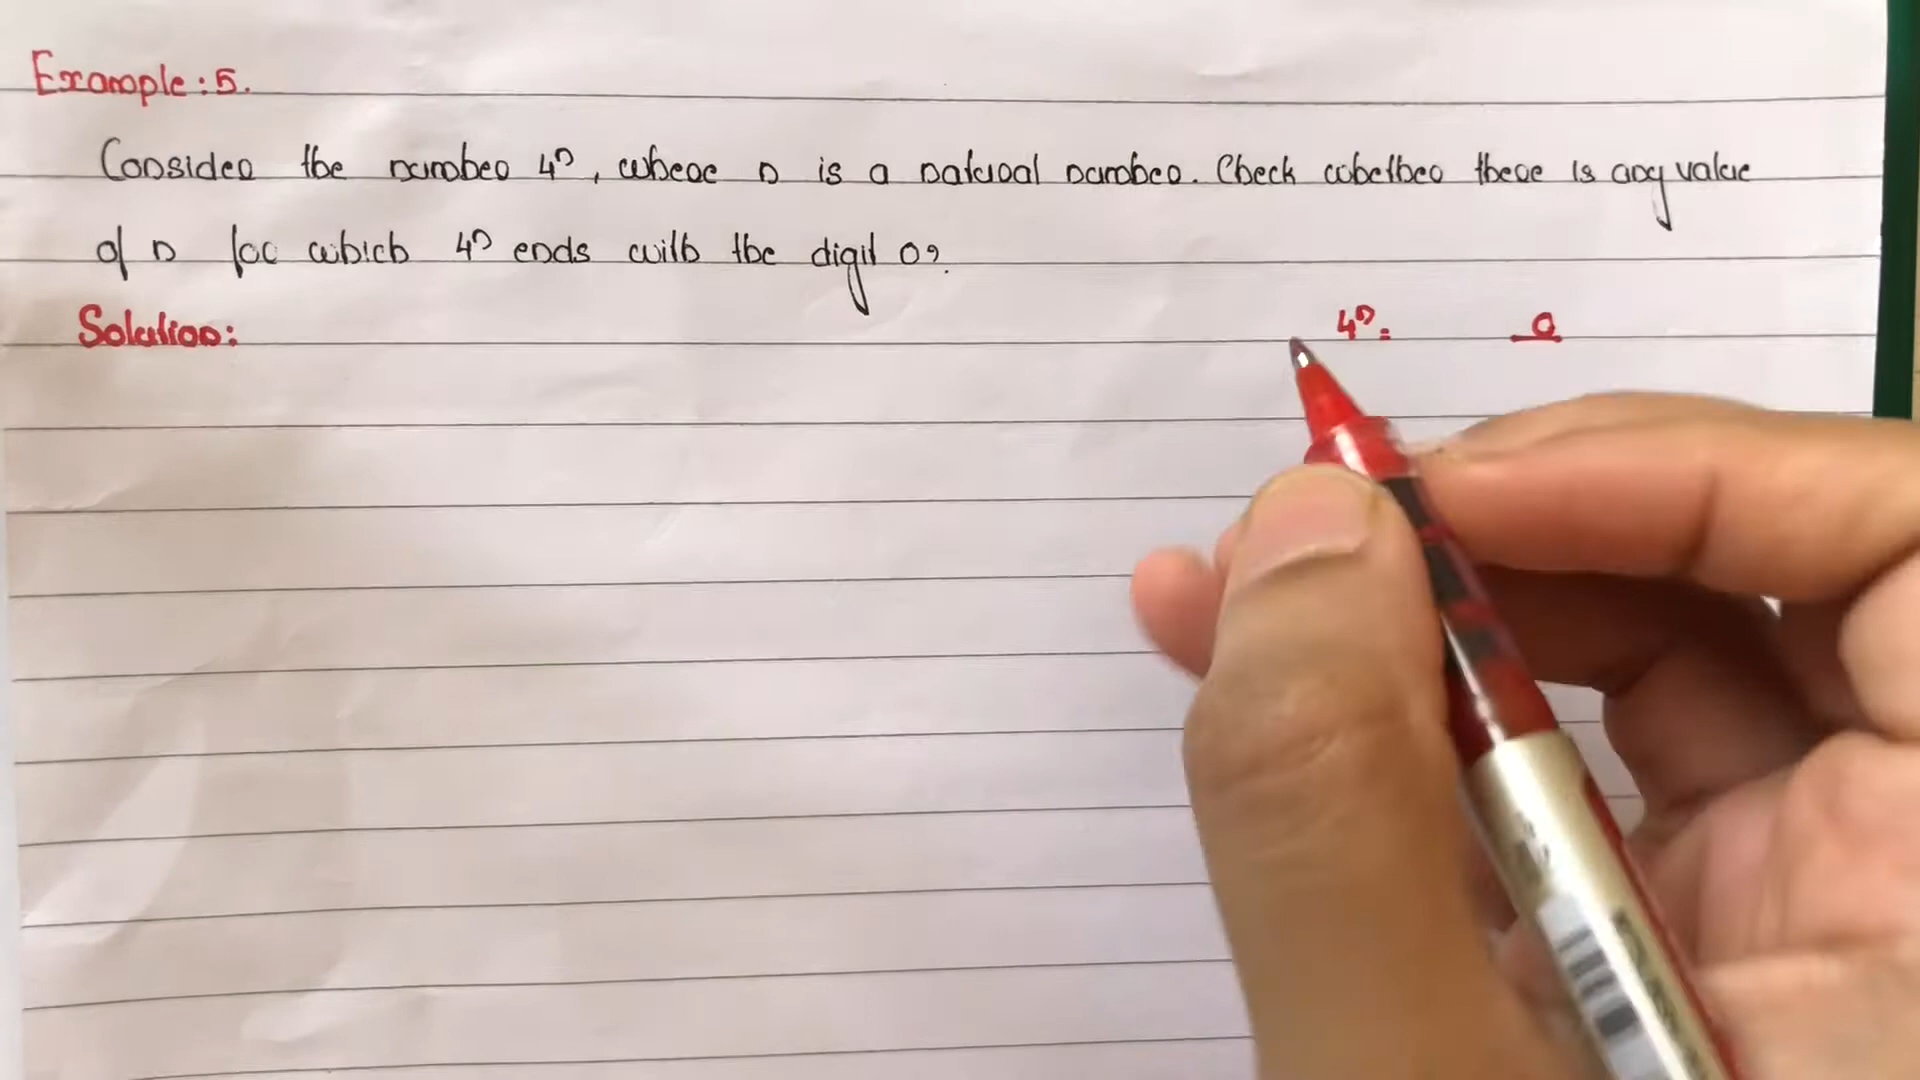 Example: 5.
Consider the number 4ⁿ, where n is a natural number. Check whether there is any value
of n for which 4ⁿ ends with the digit 0?
Solution: 4ⁿ = 0